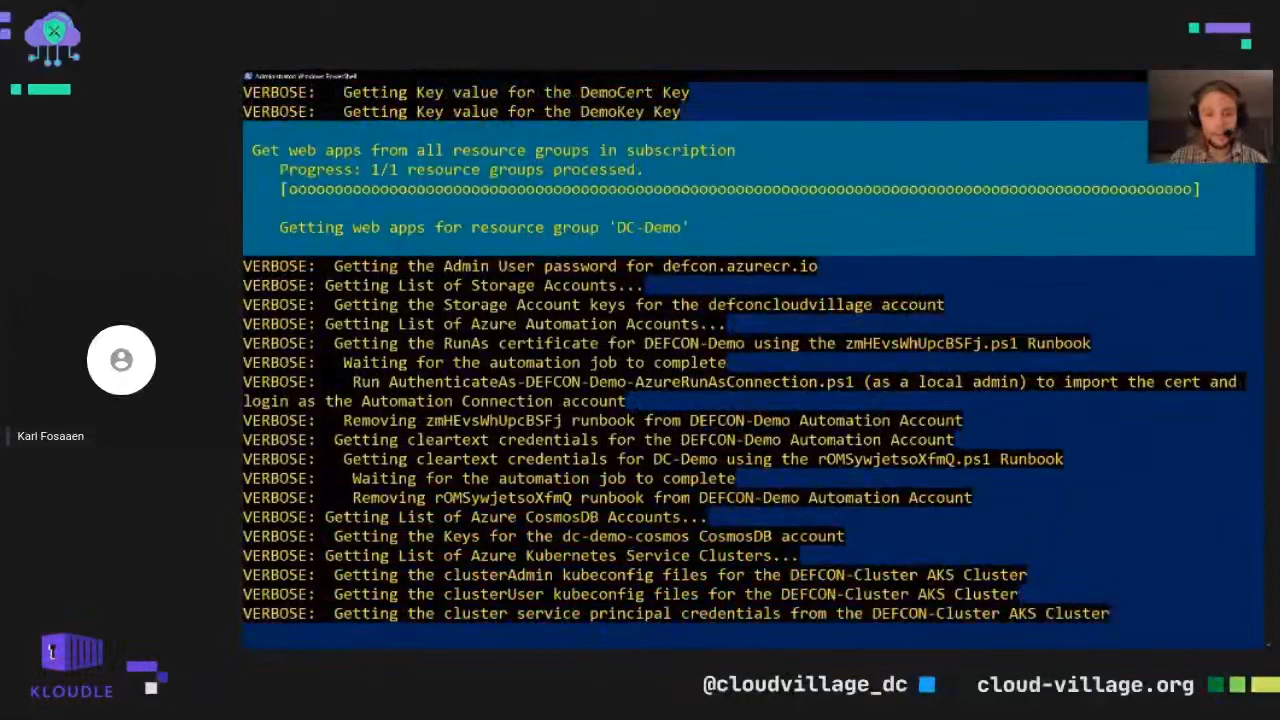 Administrator: Windows PowerShell
VERBOSE:   Getting Key value for the DemoCert Key
VERBOSE:   Getting Key value for the DemoKey Key
Get web apps from all resource groups in subscription
Progress: 1/1 resource groups processed.
[ooooooooooooooooooooooooooooooooooooooooooooooooooooooooooooooooooooooooooooooooooooooooooooooooooo]
Getting web apps for resource group 'DC-Demo'
VERBOSE:  Getting the Admin User password for defcon.azurecr.io
VERBOSE: Getting List of Storage Accounts...
VERBOSE:  Getting the Storage Account keys for the defconcloudvillage account
VERBOSE: Getting List of Azure Automation Accounts...
VERBOSE:  Getting the RunAs certificate for DEFCON-Demo using the zmHEvsWhUpcBSFj.ps1 Runbook
VERBOSE:   Waiting for the automation job to complete
VERBOSE:    Run AuthenticateAs-DEFCON-Demo-AzureRunAsConnection.ps1 (as a local admin) to import the cert and
login as the Automation Connection account
VERBOSE:   Removing zmHEvsWhUpcBSFj runbook from DEFCON-Demo Automation Account
VERBOSE:  Getting cleartext credentials for the DEFCON-Demo Automation Account
VERBOSE:   Getting cleartext credentials for DC-Demo using the rOMSywjetsoXfmQ.ps1 Runbook
VERBOSE:    Waiting for the automation job to complete
VERBOSE:    Removing rOMSywjetsoXfmQ runbook from DEFCON-Demo Automation Account
VERBOSE: Getting List of Azure CosmosDB Accounts...
VERBOSE:  Getting the Keys for the dc-demo-cosmos CosmosDB account
VERBOSE: Getting List of Azure Kubernetes Service Clusters...
VERBOSE:  Getting the clusterAdmin kubeconfig files for the DEFCON-Cluster AKS Cluster
VERBOSE:  Getting the clusterUser kubeconfig files for the DEFCON-Cluster AKS Cluster
VERBOSE:  Getting the cluster service principal credentials from the DEFCON-Cluster AKS Cluster
Karl Fosaaen
KLOUDLE
@cloudvillage_dc
cloud-village.org